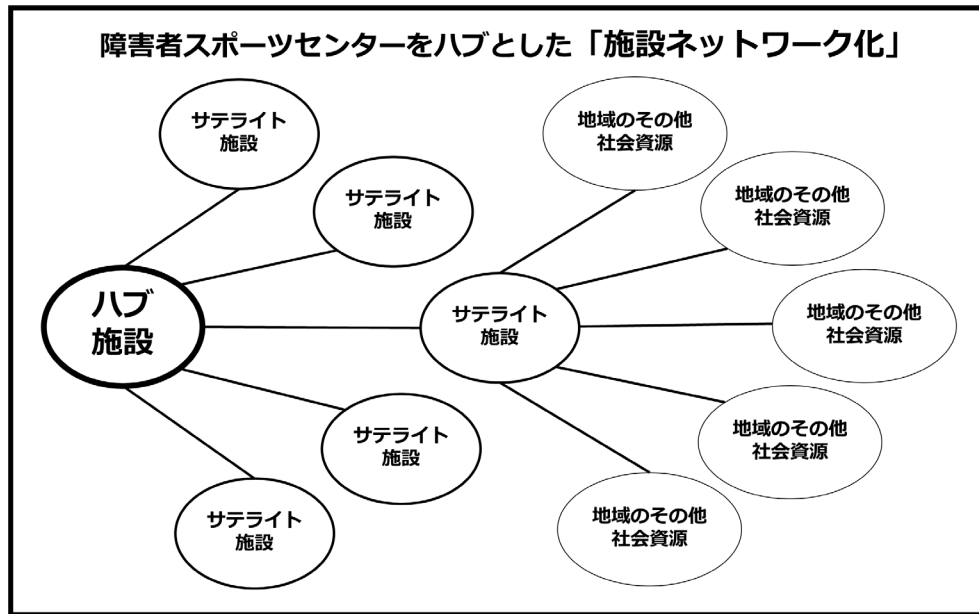 障害者スポーツセンターをハブとした「施設ネットワーク化」
サテライト
施設
サテライト
施設
ハブ
施設
サテライト
施設
サテライト
施設
サテライト
施設
地域のその他
社会資源
地域のその他
社会資源
地域のその他
社会資源
地域のその他
社会資源
地域のその他
社会資源